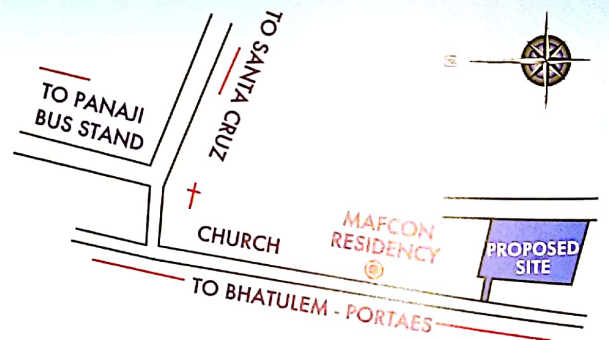 TO PANAJI
BUS STAND
TO SANTA CRUZ
CHURCH
MAFCON
RESIDENCY
PROPOSED
SITE
TO BHATULEM - PORTAES